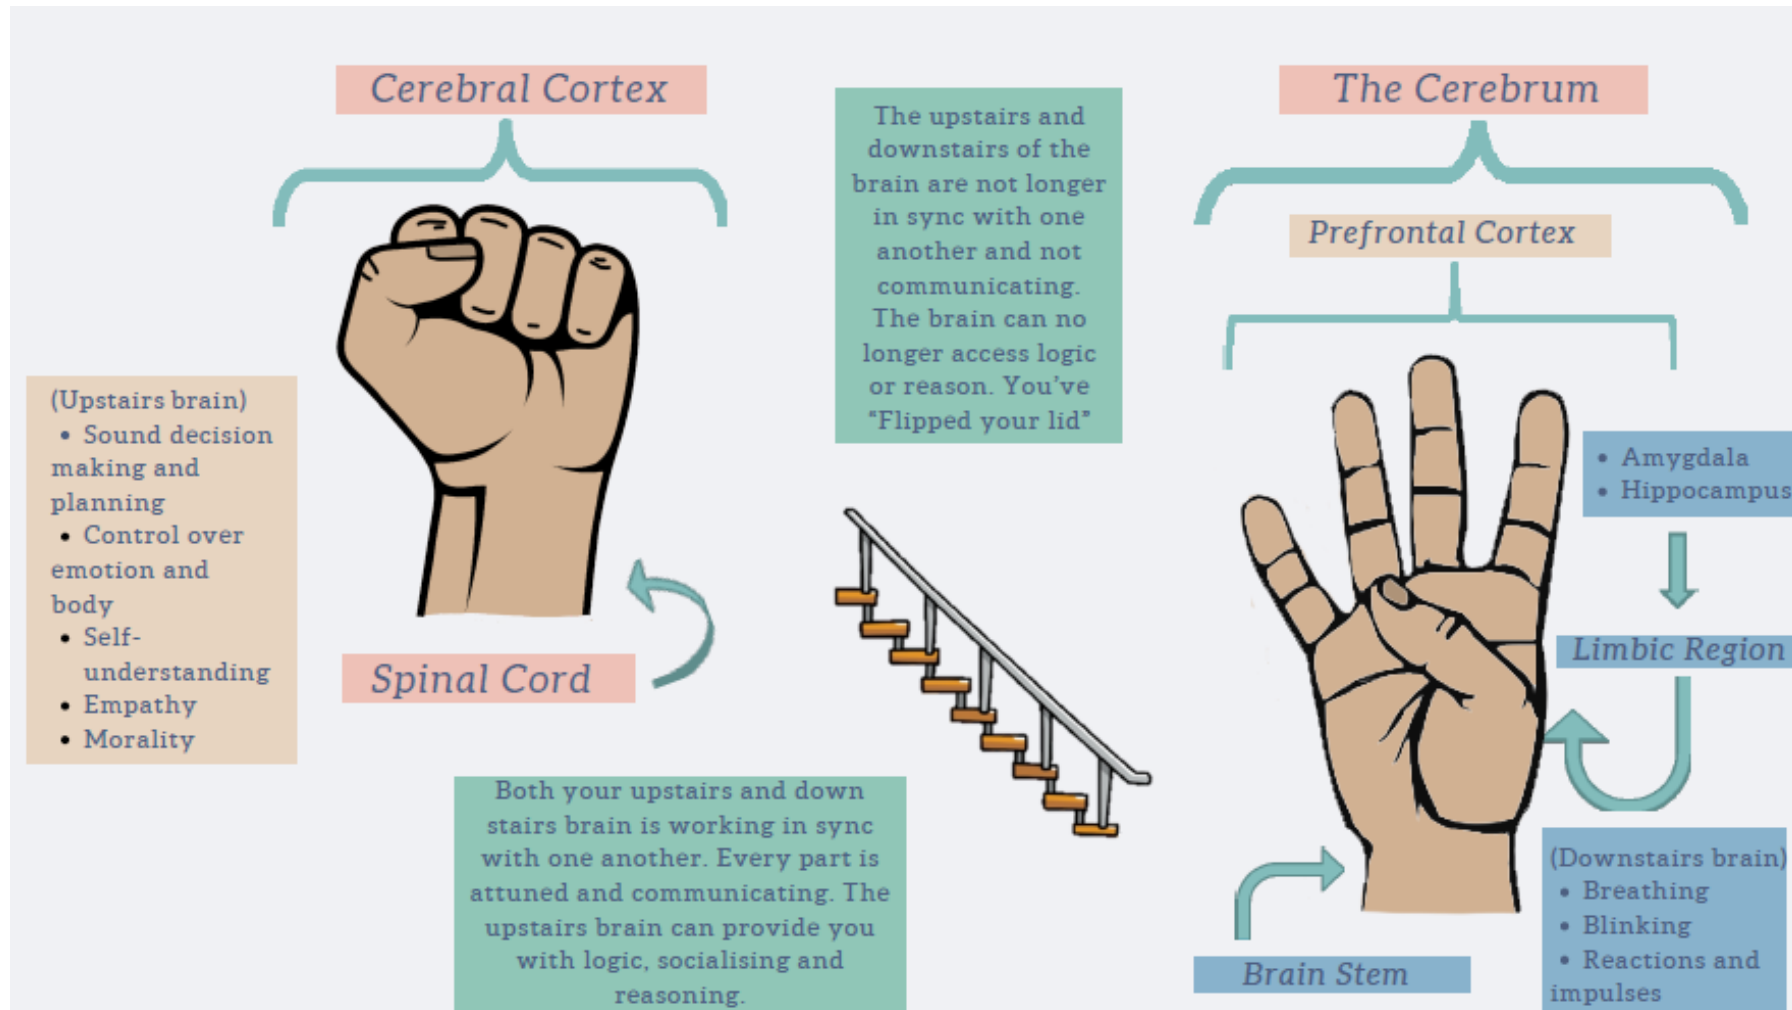 Cerebral Cortex
(Upstairs brain)
• Sound decision
making and
planning
• Control over
emotion and
body
• Self-
understanding
• Empathy
• Morality
Spinal Cord
Both your upstairs and down
stairs brain is working in sync
with one another. Every part is
attuned and communicating. The
upstairs brain can provide you
with logic, socialising and
reasoning.
The upstairs and
downstairs of the
brain are not longer
in sync with one
another and not
communicating.
The brain can no
longer access logic
or reason. You’ve
“Flipped your lid”
The Cerebrum
Prefrontal Cortex
• Amygdala
• Hippocampus
Limbic Region
(Downstairs brain)
• Breathing
• Blinking
• Reactions and
impulses
Brain Stem